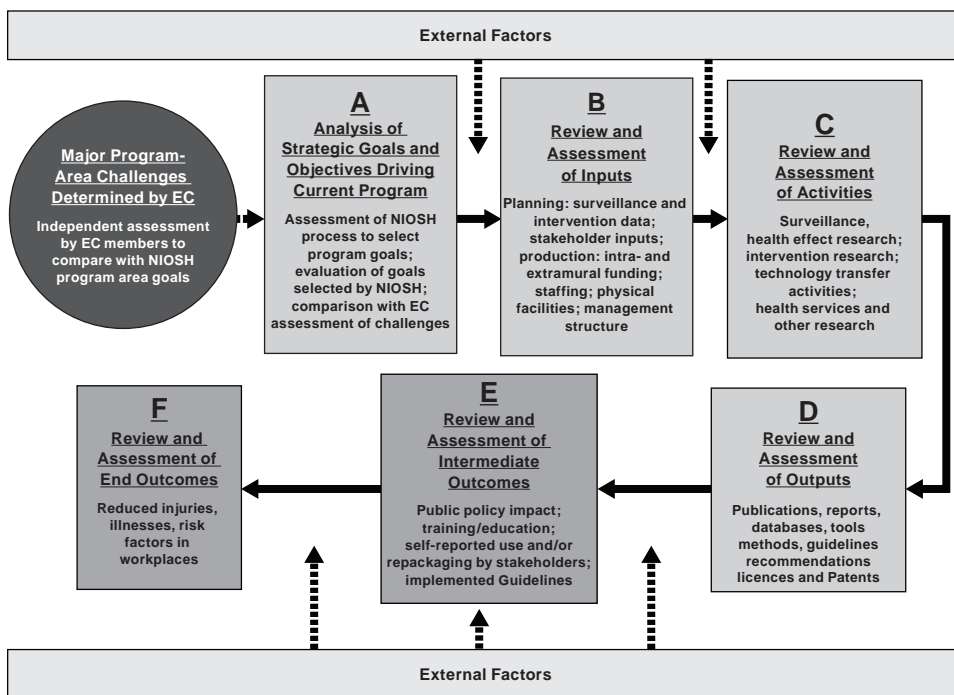 External Factors
Major Program-
Area Challenges
Determined by EC
Independent assessment
by EC members to
compare with NIOSH
program area goals
A
Analysis of
Strategic Goals and
Objectives Driving
Current Program
Assessment of NIOSH
process to select
program goals;
evaluation of goals
selected by NIOSH;
comparison with EC
assessment of challenges
B
Review and
Assessment
of Inputs
Planning: surveillance and
intervention data;
stakeholder inputs;
production: intra- and
extramural funding;
staffing; physical
facilities; management
structure
C
Review and
Assessment
of Activities
Surveillance,
health effect research;
intervention research;
technology transfer
activities;
health services and
other research
D
Review and
Assessment
of Outputs
Publications, reports,
databases, tools
methods, guidelines
recommendations
licences and Patents
E
Review and
Assessment of
Intermediate
Outcomes
Public policy impact;
training/education;
self-reported use and/or
repackaging by stakeholders;
implemented Guidelines
F
Review and
Assessment of
End Outcomes
Reduced injuries,
illnesses, risk
factors in
workplaces
External Factors